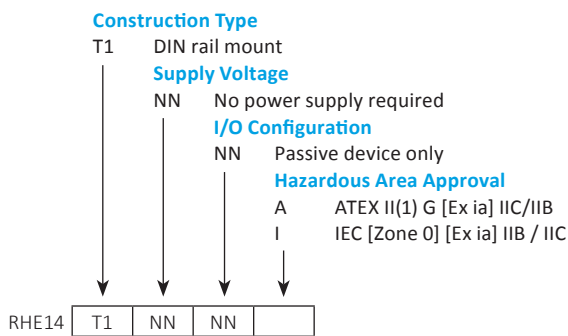 Construction Type
T1 DIN rail mount
Supply Voltage
NN No power supply required
I/O Configuration
NN Passive device only
Hazardous Area Approval
A ATEX II(1) G [Ex ia] IIC/IIB
I IEC [Zone 0] [Ex ia] IIB / IIC
RHE14 T1 NN NN